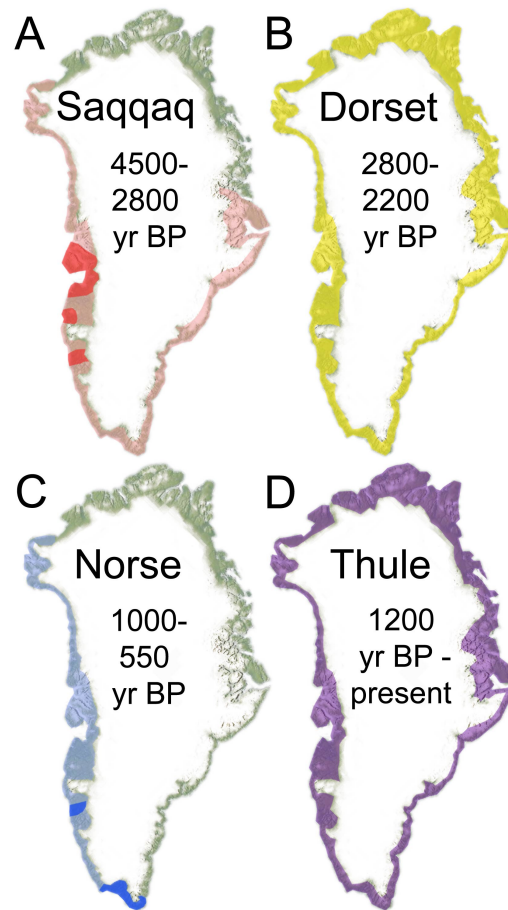 A
Saqqaq
4500-
2800
yr BP
B
Dorset
2800-
2200
yr BP
C
Norse
1000-
550
yr BP
D
Thule
1200
yr BP -
present